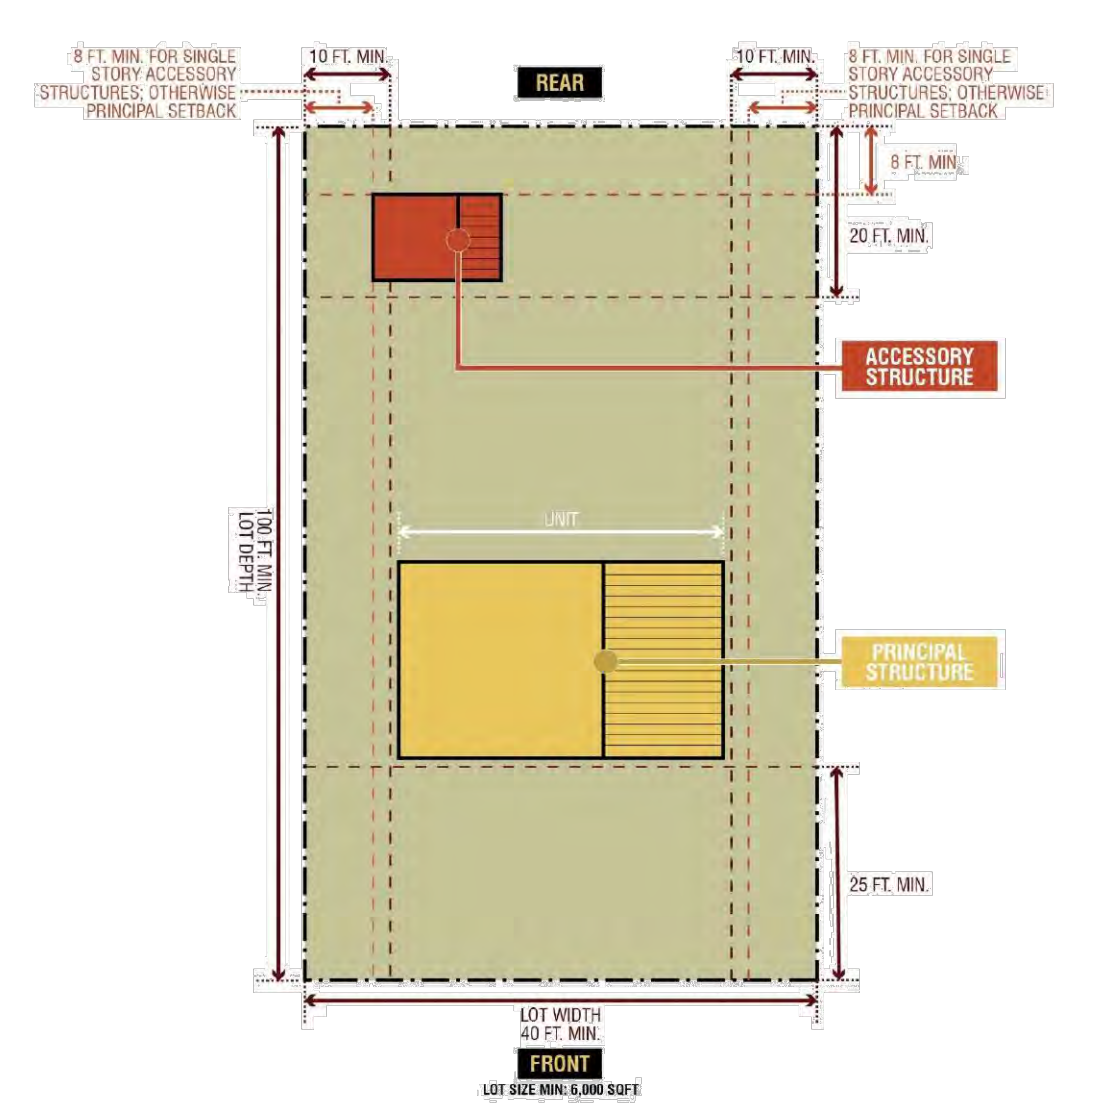 8 FT. MIN. FOR SINGLE
STORY ACCESSORY
STRUCTURES; OTHERWISE
PRINCIPAL SETBACK
10 FT. MIN.
REAR
10 FT. MIN.
8 FT. MIN. FOR SINGLE
STORY ACCESSORY
STRUCTURES; OTHERWISE
PRINCIPAL SETBACK
8 FT. MIN.
20 FT. MIN.
ACCESSORY
STRUCTURE
100 FT. MIN.
LOT DEPTH
UNIT
PRINCIPAL
STRUCTURE
25 FT. MIN.
LOT WIDTH
40 FT. MIN.
FRONT
LOT SIZE MIN: 6,000 SQFT